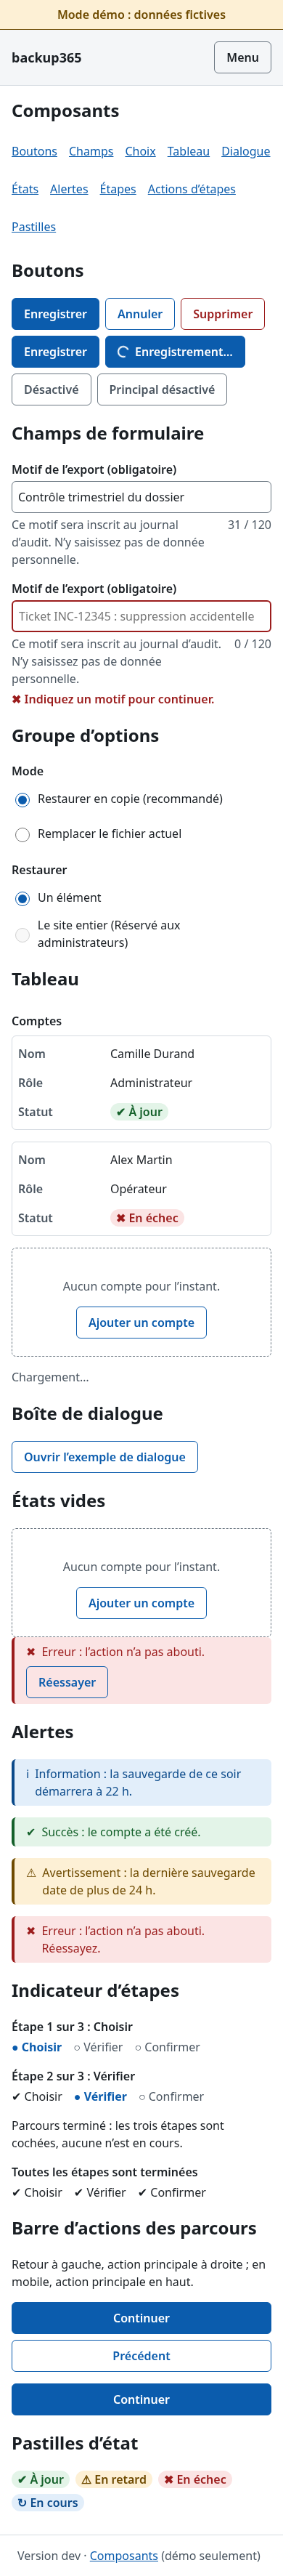 Mode démo : données fictives
backup365
Menu
Composants
Boutons Champs Choix Tableau Dialogue
États Alertes Étapes Actions d’étapes
Pastilles
Boutons
Enregistrer Annuler Supprimer
Enregistrer Enregistrement…
Désactivé Principal désactivé
Champs de formulaire
Motif de l’export (obligatoire)
Contrôle trimestriel du dossier
Ce motif sera inscrit au journal 31 / 120
d’audit. N’y saisissez pas de donnée
personnelle.
Motif de l’export (obligatoire)
Ticket INC-12345 : suppression accidentelle
Ce motif sera inscrit au journal d’audit. 0 / 120
N’y saisissez pas de donnée
personnelle.
✖ Indiquez un motif pour continuer.
Groupe d’options
Mode
Restaurer en copie (recommandé)
Remplacer le fichier actuel
Restaurer
Un élément
Le site entier (Réservé aux
administrateurs)
Tableau
Comptes
Nom Camille Durand
Rôle Administrateur
Statut ✔ À jour
Nom Alex Martin
Rôle Opérateur
Statut ✖ En échec
Aucun compte pour l’instant.
Ajouter un compte
Chargement…
Boîte de dialogue
Ouvrir l’exemple de dialogue
États vides
Aucun compte pour l’instant.
Ajouter un compte
✖ Erreur : l’action n’a pas abouti.
Réessayer
Alertes
i Information : la sauvegarde de ce soir
démarrera à 22 h.
✔ Succès : le compte a été créé.
⚠ Avertissement : la dernière sauvegarde
date de plus de 24 h.
✖ Erreur : l’action n’a pas abouti.
Réessayez.
Indicateur d’étapes
Étape 1 sur 3 : Choisir
● Choisir ○ Vérifier ○ Confirmer
Étape 2 sur 3 : Vérifier
✔ Choisir ● Vérifier ○ Confirmer
Parcours terminé : les trois étapes sont
cochées, aucune n’est en cours.
Toutes les étapes sont terminées
✔ Choisir ✔ Vérifier ✔ Confirmer
Barre d’actions des parcours
Retour à gauche, action principale à droite ; en
mobile, action principale en haut.
Continuer
Précédent
Continuer
Pastilles d’état
✔ À jour ⚠ En retard ✖ En échec
↻ En cours
Version dev · Composants (démo seulement)